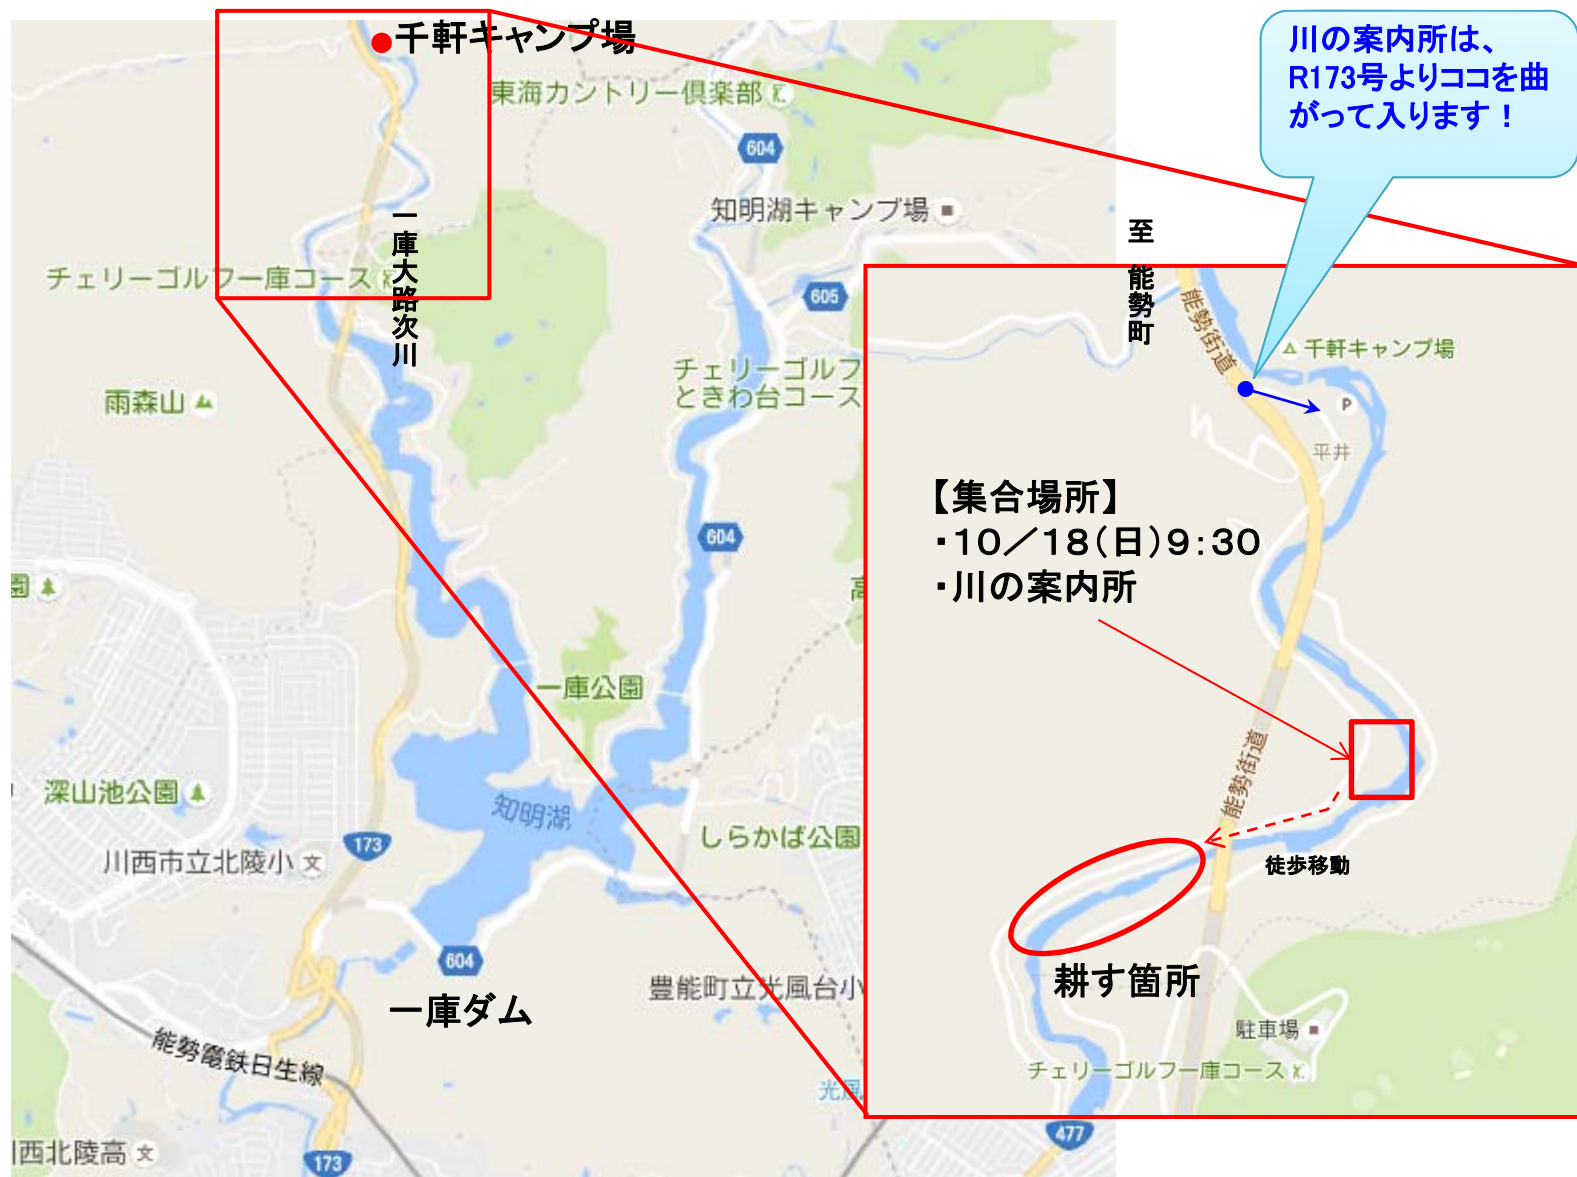 千軒キャンプ場
東海カントリー倶楽部
604
知明湖キャンプ場
一庫大路次川
チェリーゴルフ一庫コース
605
雨森山
チェリーゴルフ
ときわ台コース
604
園
高
一庫公園
深山池公園
知明湖
173
川西市立北陵小 文
しらかば公園
604
一庫ダム
豊能町立光風台小
能勢電鉄日生線
光風
西北陵高 文
173
477
川の案内所は、
R173号よりココを曲
がって入ります！
至 能勢町
能勢街道
千軒キャンプ場
P
平井
【集合場所】
・10／18(日)9:30
・川の案内所
能勢街道
徒歩移動
耕す箇所
駐車場
チェリーゴルフ一庫コース